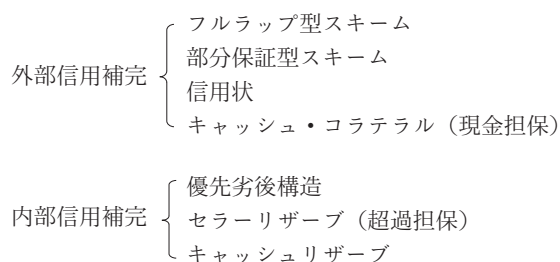 外部信用補完
フルラップ型スキーム
部分保証型スキーム
信用状
キャッシュ・コラテラル（現金担保）
内部信用補完
優先劣後構造
セラーリザーブ（超過担保）
キャッシュリザーブ